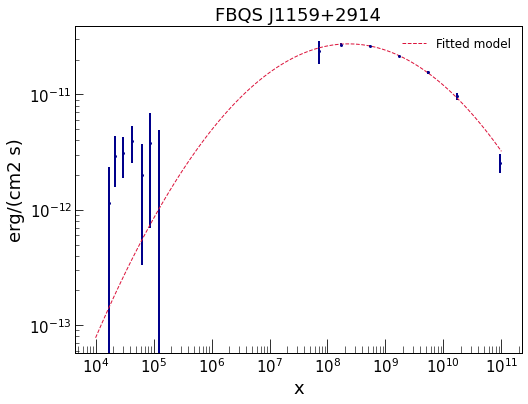 FBQS J1159+2914
Fitted model
erg/(cm2 s)
10⁻¹¹
10⁻¹²
10⁻¹³
10⁴ 10⁵ 10⁶ 10⁷ 10⁸ 10⁹ 10¹⁰ 10¹¹
x